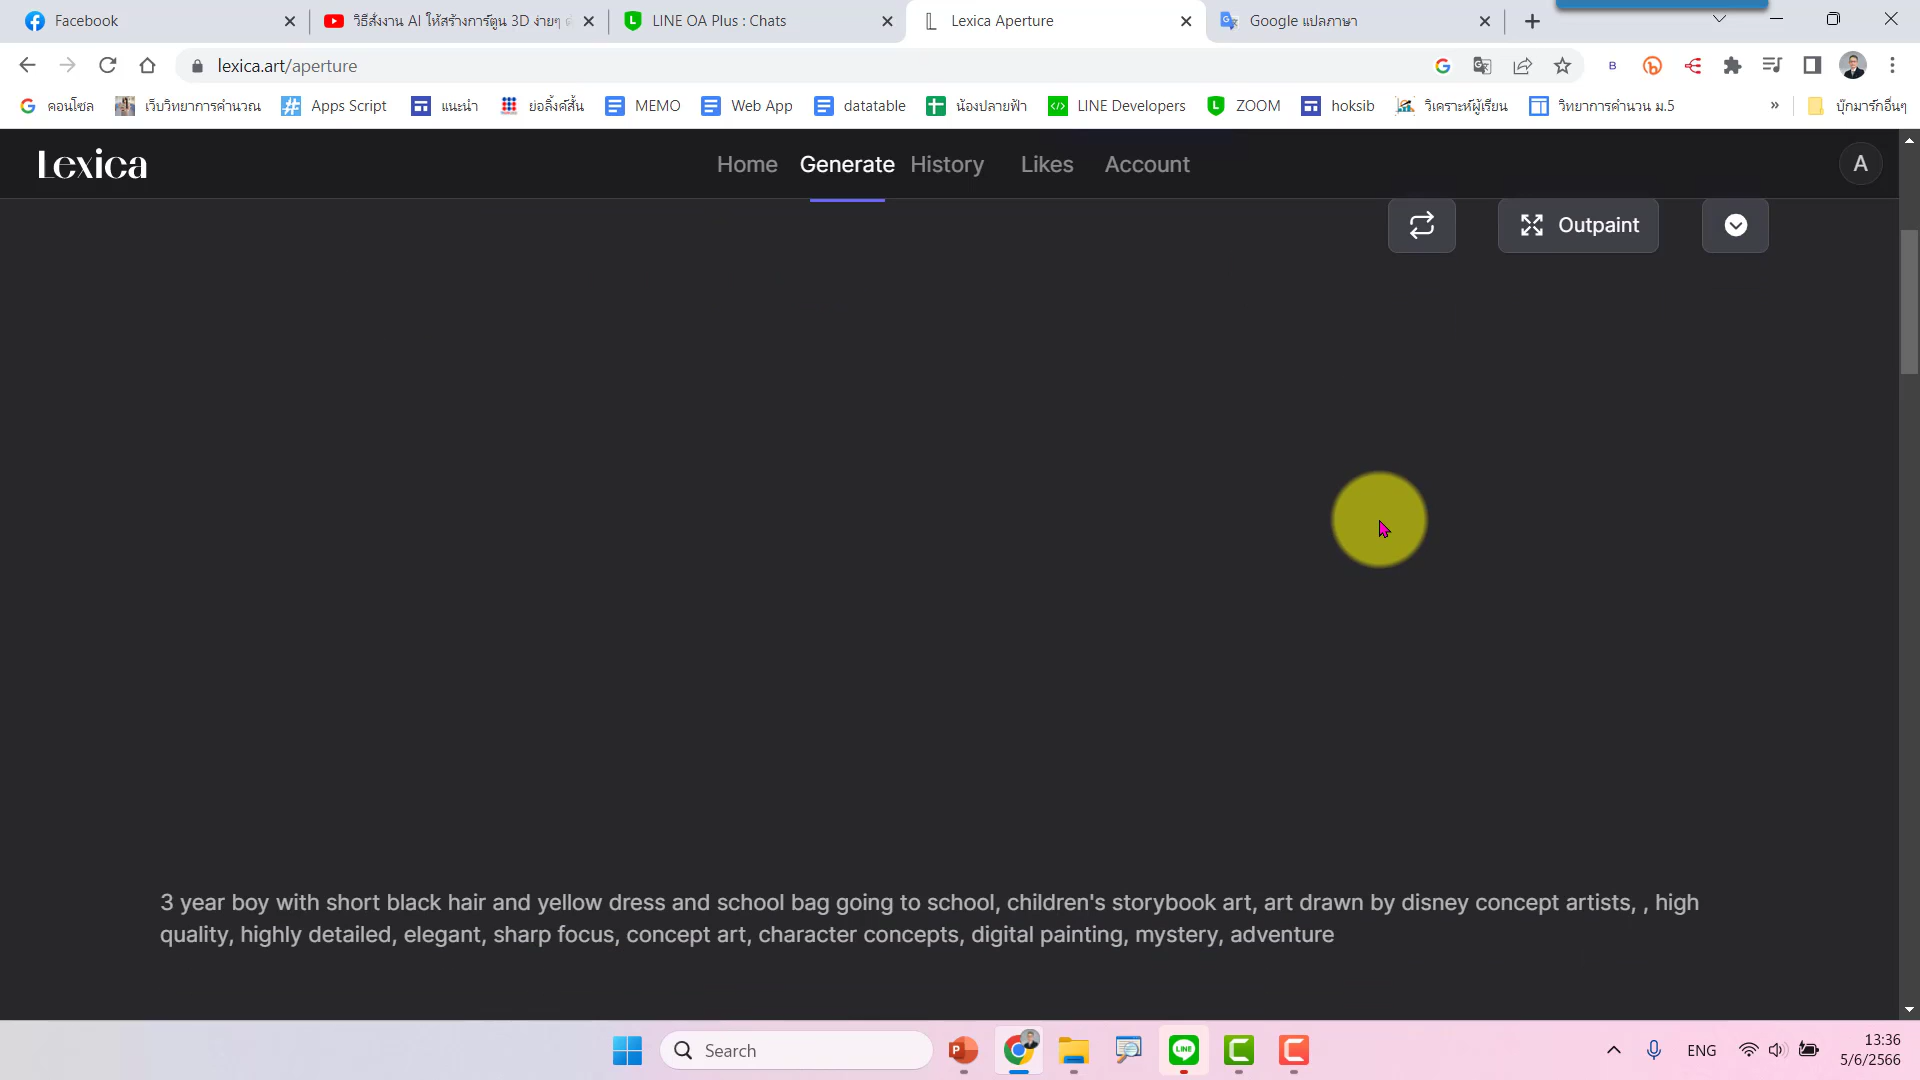 Facebook
วิธีสั่งงาน AI ให้สร้างการ์ตูน 3D ง่ายๆ
LINE OA Plus : Chats
Lexica Aperture
Google แปลภาษา
lexica.art/aperture
คอนโซล
เว็บวิทยาการคำนวณ
Apps Script
แนะนำ
ย่อลิ้งค์สั้น
MEMO
Web App
datatable
น้องปลายฟ้า
LINE Developers
ZOOM
hoksib
วิเคราะห์ผู้เรียน
วิทยาการคำนวน ม.5
»
บุ๊กมาร์กอื่นๆ
Lexica
Home
Generate
History
Likes
Account
A
Outpaint
3 year boy with short black hair and yellow dress and school bag going to school, children's storybook art, art drawn by disney concept artists, , high
quality, highly detailed, elegant, sharp focus, concept art, character concepts, digital painting, mystery, adventure
Search
ENG
13:36
5/6/2566